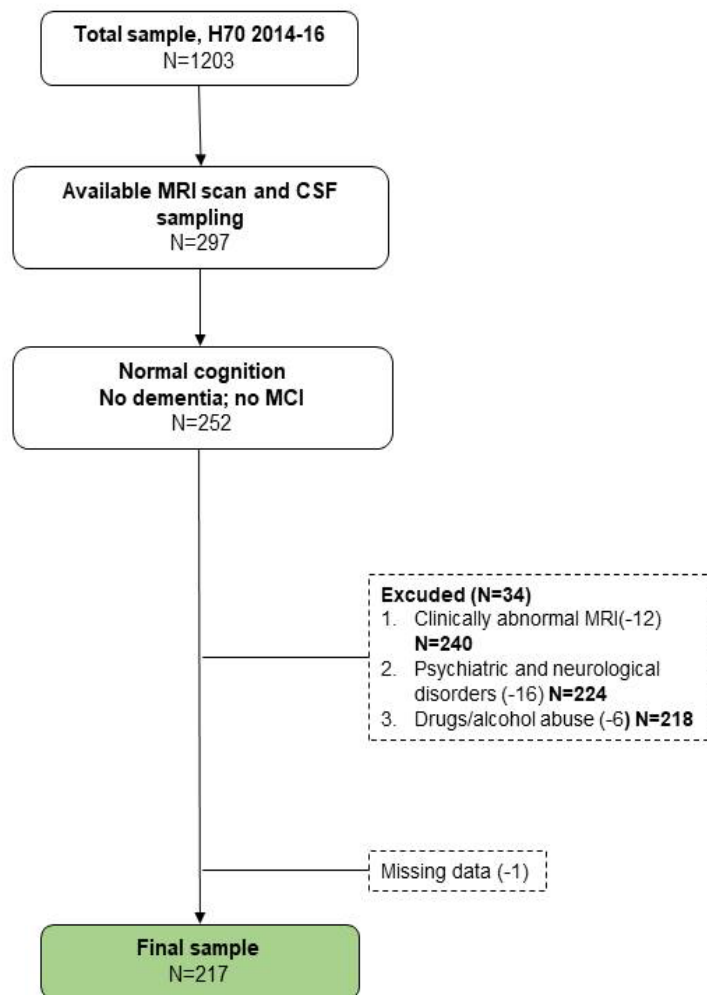 Total sample, H70 2014-16
N=1203
Available MRI scan and CSF
sampling
N=297
Normal cognition
No dementia; no MCI
N=252
Excuded (N=34)
1. Clinically abnormal MRI(-12)
N=240
2. Psychiatric and neurological
disorders (-16) N=224
3. Drugs/alcohol abuse (-6) N=218
Missing data (-1)
Final sample
N=217